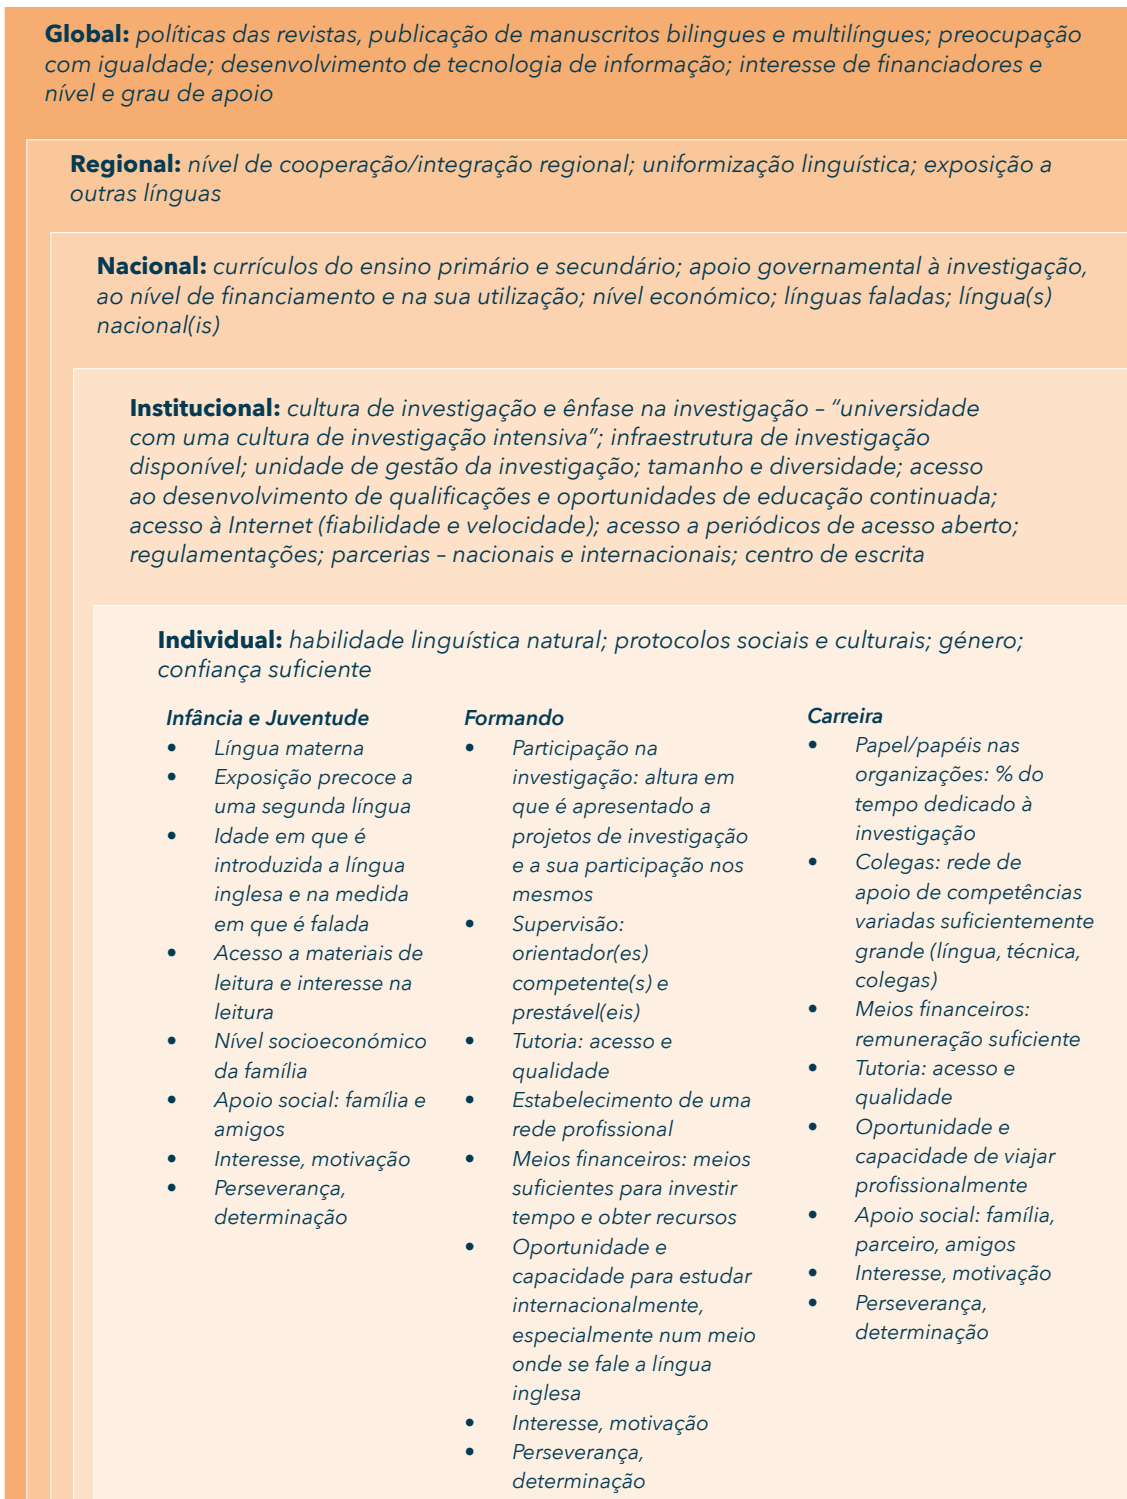 Global: políticas das revistas, publicação de manuscritos bilingues e multilíngues; preocupação
com igualdade; desenvolvimento de tecnologia de informação; interesse de financiadores e
nível e grau de apoio
Regional: nível de cooperação/integração regional; uniformização linguística; exposição a
outras línguas
Nacional: currículos do ensino primário e secundário; apoio governamental à investigação,
ao nível de financiamento e na sua utilização; nível económico; línguas faladas; língua(s)
nacional(is)
Institucional: cultura de investigação e ênfase na investigação – “universidade
com uma cultura de investigação intensiva”; infraestrutura de investigação
disponível; unidade de gestão da investigação; tamanho e diversidade; acesso
ao desenvolvimento de qualificações e oportunidades de educação continuada;
acesso à Internet (fiabilidade e velocidade); acesso a periódicos de acesso aberto;
regulamentações; parcerias – nacionais e internacionais; centro de escrita
Individual: habilidade linguística natural; protocolos sociais e culturais; género;
confiança suficiente
Infância e Juventude
• Língua materna
• Exposição precoce a
uma segunda língua
• Idade em que é
introduzida a língua
inglesa e na medida
em que é falada
• Acesso a materiais de
leitura e interesse na
leitura
• Nível socioeconómico
da família
• Apoio social: família e
amigos
• Interesse, motivação
• Perseverança,
determinação
Formando
• Participação na
investigação: altura em
que é apresentado a
projetos de investigação
e a sua participação nos
mesmos
• Supervisão:
orientador(es)
competente(s) e
prestável(eis)
• Tutoria: acesso e
qualidade
• Estabelecimento de uma
rede profissional
• Meios financeiros: meios
suficientes para investir
tempo e obter recursos
• Oportunidade e
capacidade para estudar
internacionalmente,
especialmente num meio
onde se fale a língua
inglesa
• Interesse, motivação
• Perseverança,
determinação
Carreira
• Papel/papéis nas
organizações: % do
tempo dedicado à
investigação
• Colegas: rede de
apoio de competências
variadas suficientemente
grande (língua, técnica,
colegas)
• Meios financeiros:
remuneração suficiente
• Tutoria: acesso e
qualidade
• Oportunidade e
capacidade de viajar
profissionalmente
• Apoio social: família,
parceiro, amigos
• Interesse, motivação
• Perseverança,
determinação